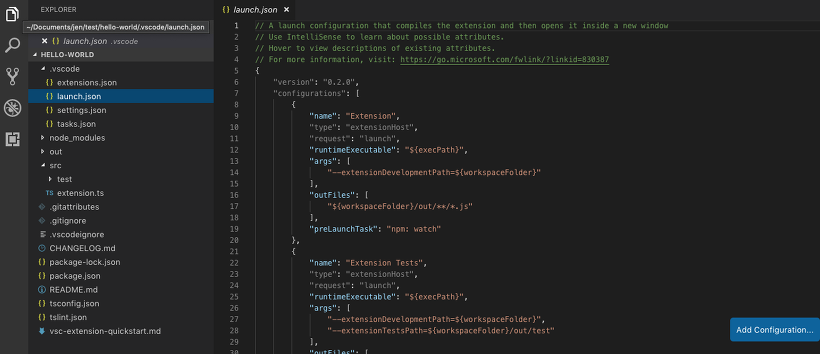 EXPLORER
~/Documents/jen/test/hello-world/.vscode/launch.json
launch.json .vscode
HELLO-WORLD
.vscode
extensions.json
launch.json
settings.json
tasks.json
node_modules
out
src
test
TS extension.ts
.gitattributes
.gitignore
.vscodeignore
CHANGELOG.md
package-lock.json
package.json
README.md
tsconfig.json
tslint.json
vsc-extension-quickstart.md
{ } launch.json ×
1 // A launch configuration that compiles the extension and then opens it inside a new window
2 // Use IntelliSense to learn about possible attributes.
3 // Hover to view descriptions of existing attributes.
4 // For more information, visit: https://go.microsoft.com/fwlink/?linkid=830387
5 {
6 "version": "0.2.0",
7 "configurations": [
8 {
9 "name": "Extension",
10 "type": "extensionHost",
11 "request": "launch",
12 "runtimeExecutable": "${execPath}",
13 "args": [
14 "--extensionDevelopmentPath=${workspaceFolder}"
15 ],
16 "outFiles": [
17 "${workspaceFolder}/out/**/*.js"
18 ],
19 "preLaunchTask": "npm: watch"
20 },
21 {
22 "name": "Extension Tests",
23 "type": "extensionHost",
24 "request": "launch",
25 "runtimeExecutable": "${execPath}",
26 "args": [
27 "--extensionDevelopmentPath=${workspaceFolder}",
28 "--extensionTestsPath=${workspaceFolder}/out/test"
29 ],
30 "outFiles": [
Add Configuration...